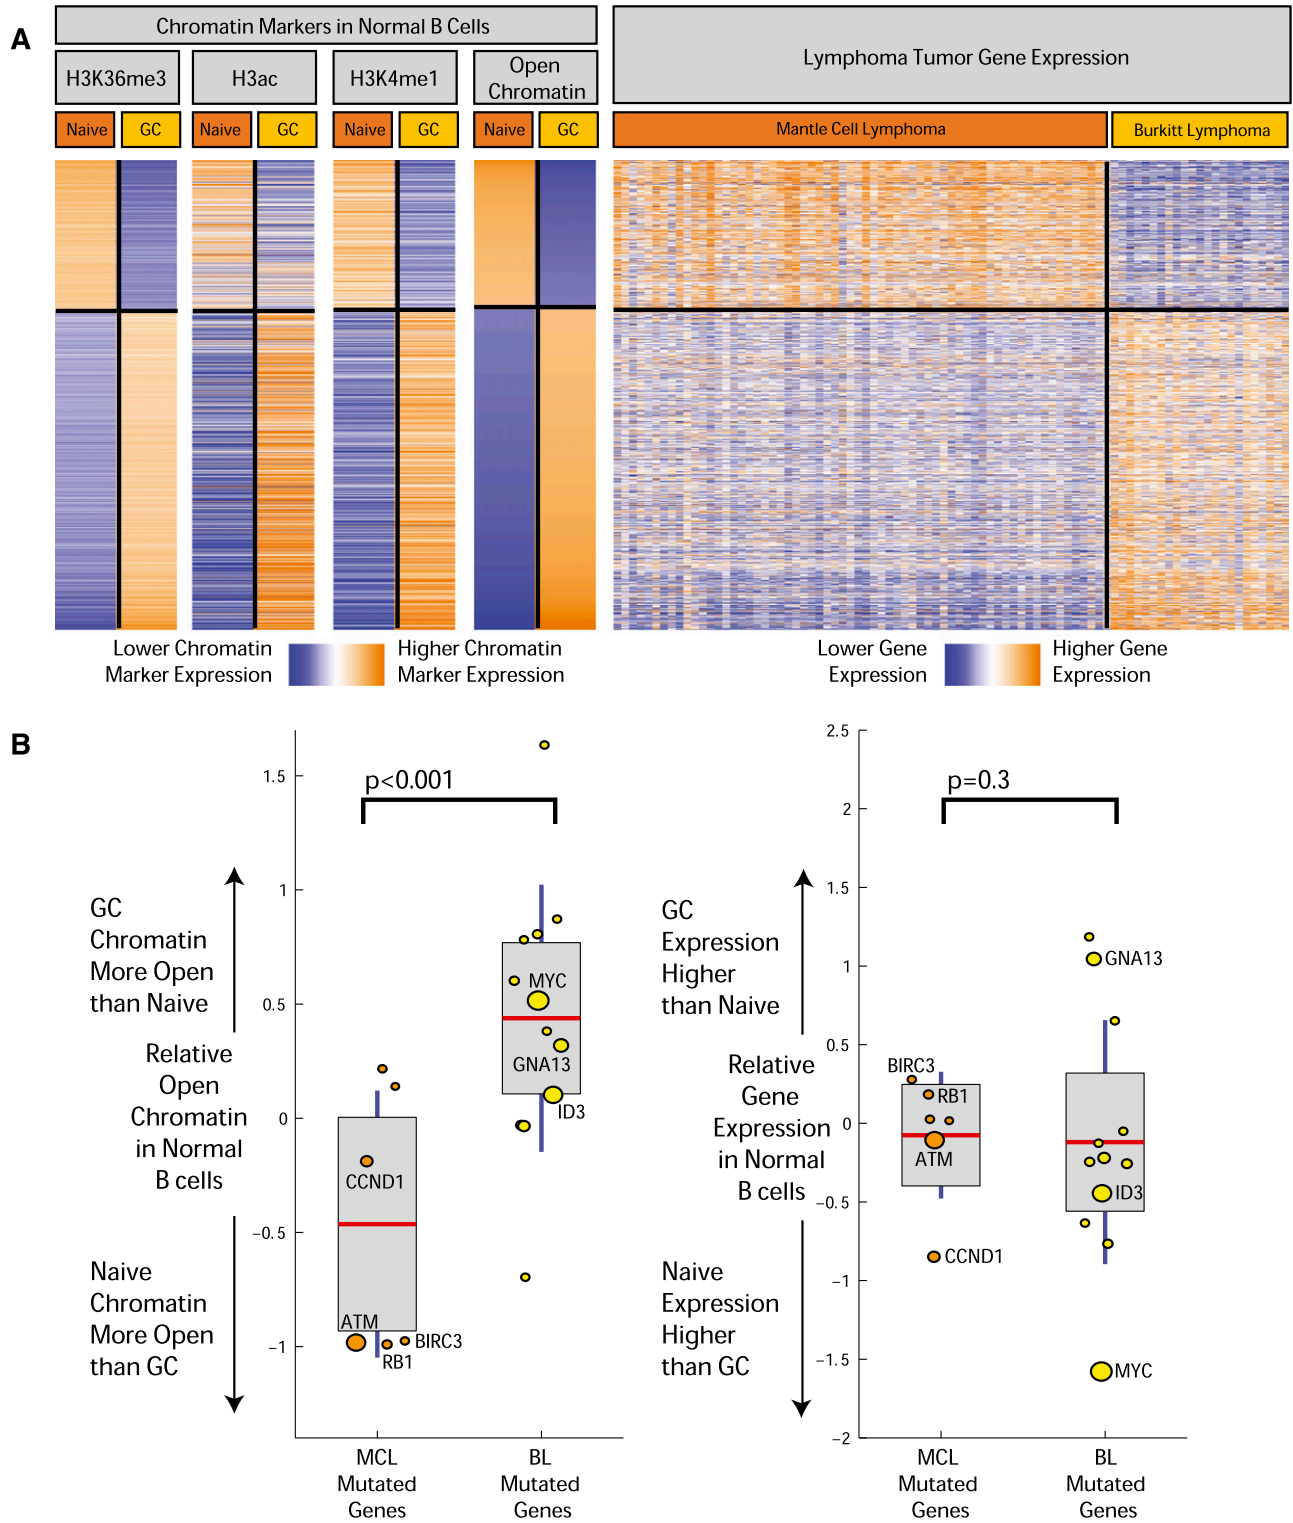 A
Chromatin Markers in Normal B Cells
Lymphoma Tumor Gene Expression
H3K36me3
H3ac
H3K4me1
Open
Chromatin
Naive
GC
Naive
GC
Naive
GC
Naive
GC
Mantle Cell Lymphoma
Burkitt Lymphoma
Lower Chromatin
Marker Expression
Higher Chromatin
Marker Expression
Lower Gene
Expression
Higher Gene
Expression
B
1.5
1
0.5
0
−0.5
−1
p<0.001
GC
Chromatin
More Open
than Naive
Relative
Open
Chromatin
in Normal
B cells
Naive
Chromatin
More Open
than GC
MYC
GNA13
ID3
CCND1
ATM
RB1
BIRC3
MCL
Mutated
Genes
BL
Mutated
Genes
2.5
2
1.5
1
0.5
0
−0.5
−1
−1.5
−2
p=0.3
GC
Expression
Higher
than Naive
Relative
Gene
Expression
in Normal
B cells
Naive
Expression
Higher
than GC
BIRC3
RB1
ATM
CCND1
GNA13
ID3
MYC
MCL
Mutated
Genes
BL
Mutated
Genes